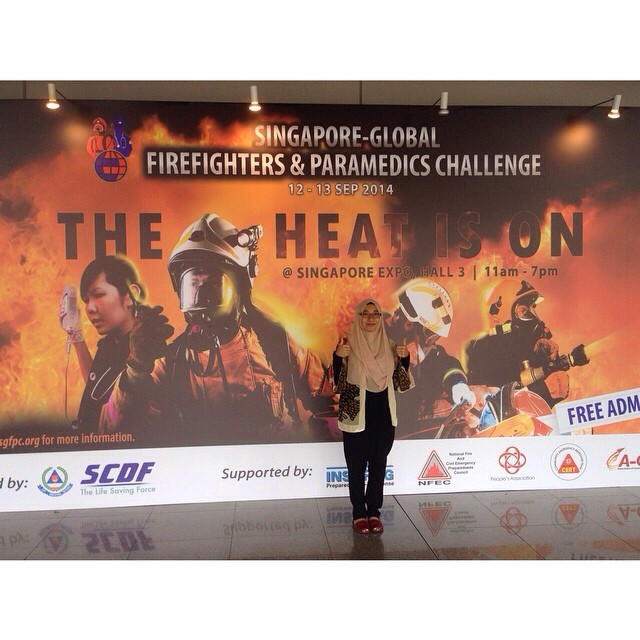 SINGAPORE-GLOBAL
FIREFIGHTERS & PARAMEDICS CHALLENGE
12 - 13 SEP 2014
THE HEAT IS ON
@ SINGAPORE EXPO, HALL 3 | 11am - 7pm
FREE ADM
sgfpc.org for more information.
d by:
SCDF
The Life Saving Force
Supported by:
NFEC
National Fire
And
Civil Emergency
Preparedness
Council
People's Association
CERT